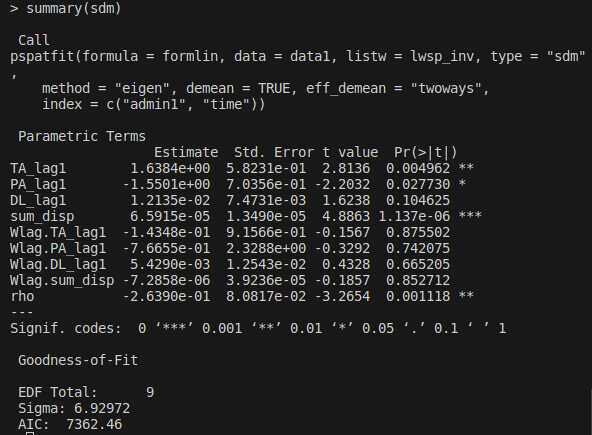 > summary(sdm)
Call
pspatfit(formula = formlin, data = data1, listw = lwsp_inv, type = "sdm"
,
method = "eigen", demean = TRUE, eff_demean = "twoways",
index = c("admin1", "time"))
Parametric Terms
Estimate Std. Error t value Pr(>|t|)
TA_lag1 1.6384e+00 5.8231e-01 2.8136 0.004962 **
PA_lag1 -1.5501e+00 7.0356e-01 -2.2032 0.027730 *
DL_lag1 1.2135e-02 7.4731e-03 1.6238 0.104625
sum_disp 6.5915e-05 1.3490e-05 4.8863 1.137e-06 ***
Wlag.TA_lag1 -1.4348e-01 9.1566e-01 -0.1567 0.875502
Wlag.PA_lag1 -7.6655e-01 2.3288e+00 -0.3292 0.742075
Wlag.DL_lag1 5.4290e-03 1.2543e-02 0.4328 0.665205
Wlag.sum_disp -7.2858e-06 3.9236e-05 -0.1857 0.852712
rho -2.6390e-01 8.0817e-02 -3.2654 0.001118 **
---
Signif. codes: 0 ‘***’ 0.001 ‘**’ 0.01 ‘*’ 0.05 ‘.’ 0.1 ‘ ’ 1
Goodness-of-Fit
EDF Total: 9
Sigma: 6.92972
AIC: 7362.46